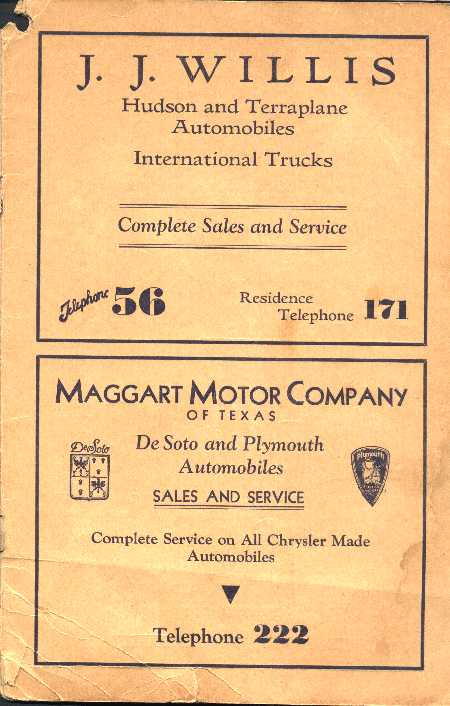 J. J. WILLIS
Hudson and Terraplane
Automobiles
International Trucks
Complete Sales and Service
Telephone 56
Residence
Telephone 171
MAGGART MOTOR COMPANY
OF TEXAS
De Soto
De Soto and Plymouth
Automobiles
Plymouth
SALES AND SERVICE
Complete Service on All Chrysler Made
Automobiles
Telephone 222